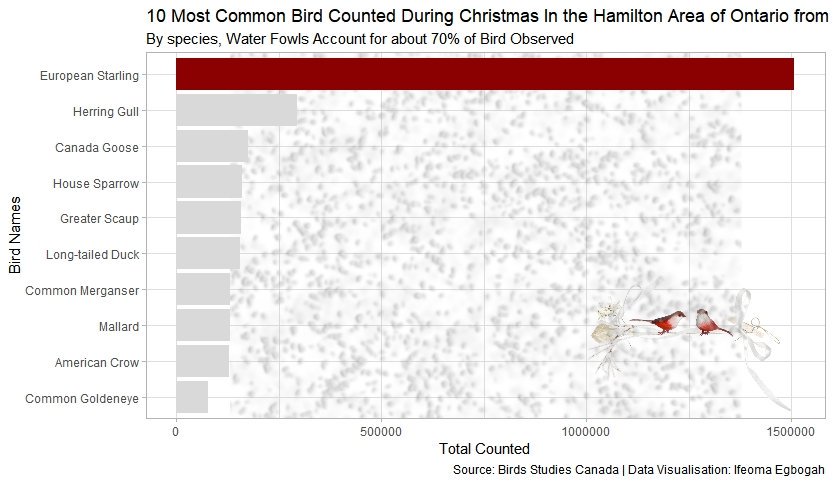 10 Most Common Bird Counted During Christmas In the Hamilton Area of Ontario from
By species, Water Fowls Account for about 70% of Bird Observed
European Starling
Herring Gull
Canada Goose
House Sparrow
Greater Scaup
Long-tailed Duck
Common Merganser
Mallard
American Crow
Common Goldeneye
Bird Names
0
500000
1000000
1500000
Total Counted
Source: Birds Studies Canada | Data Visualisation: Ifeoma Egbogah